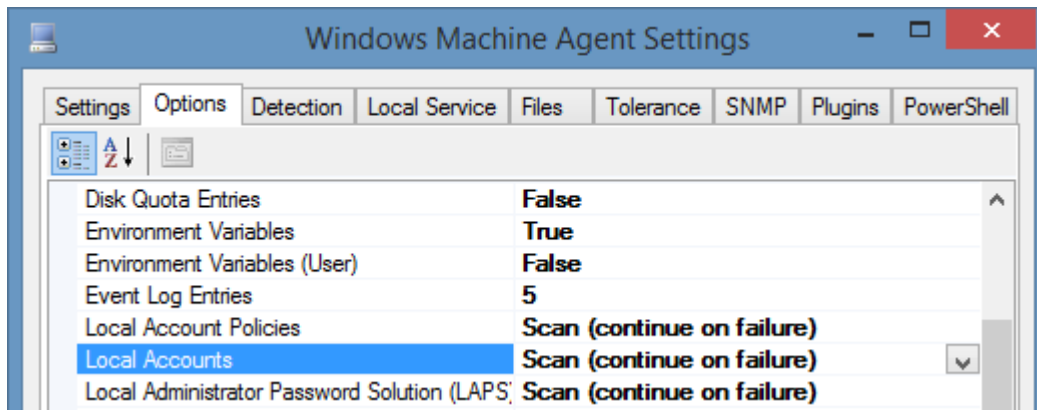 Windows Machine Agent Settings
Settings Options Detection Local Service Files Tolerance SNMP Plugins PowerShell
A Z
Disk Quota Entries False
Environment Variables True
Environment Variables (User) False
Event Log Entries 5
Local Account Policies Scan (continue on failure)
Local Accounts Scan (continue on failure)
Local Administrator Password Solution (LAPS) Scan (continue on failure)